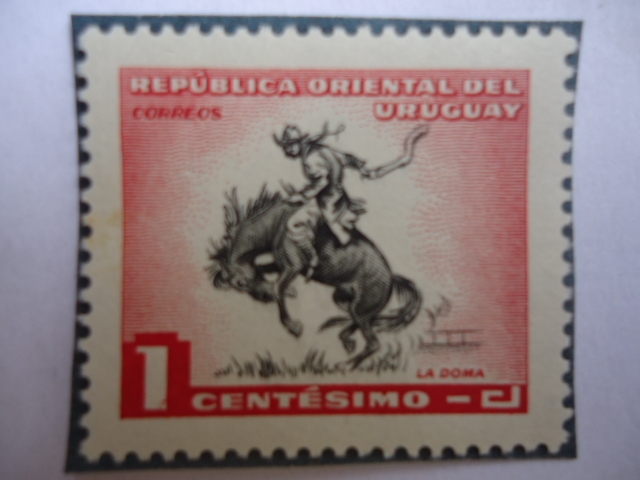 REPÚBLICA ORIENTAL DEL
CORREOS URUGUAY
LA DOMA
1 CENTÉSIMO